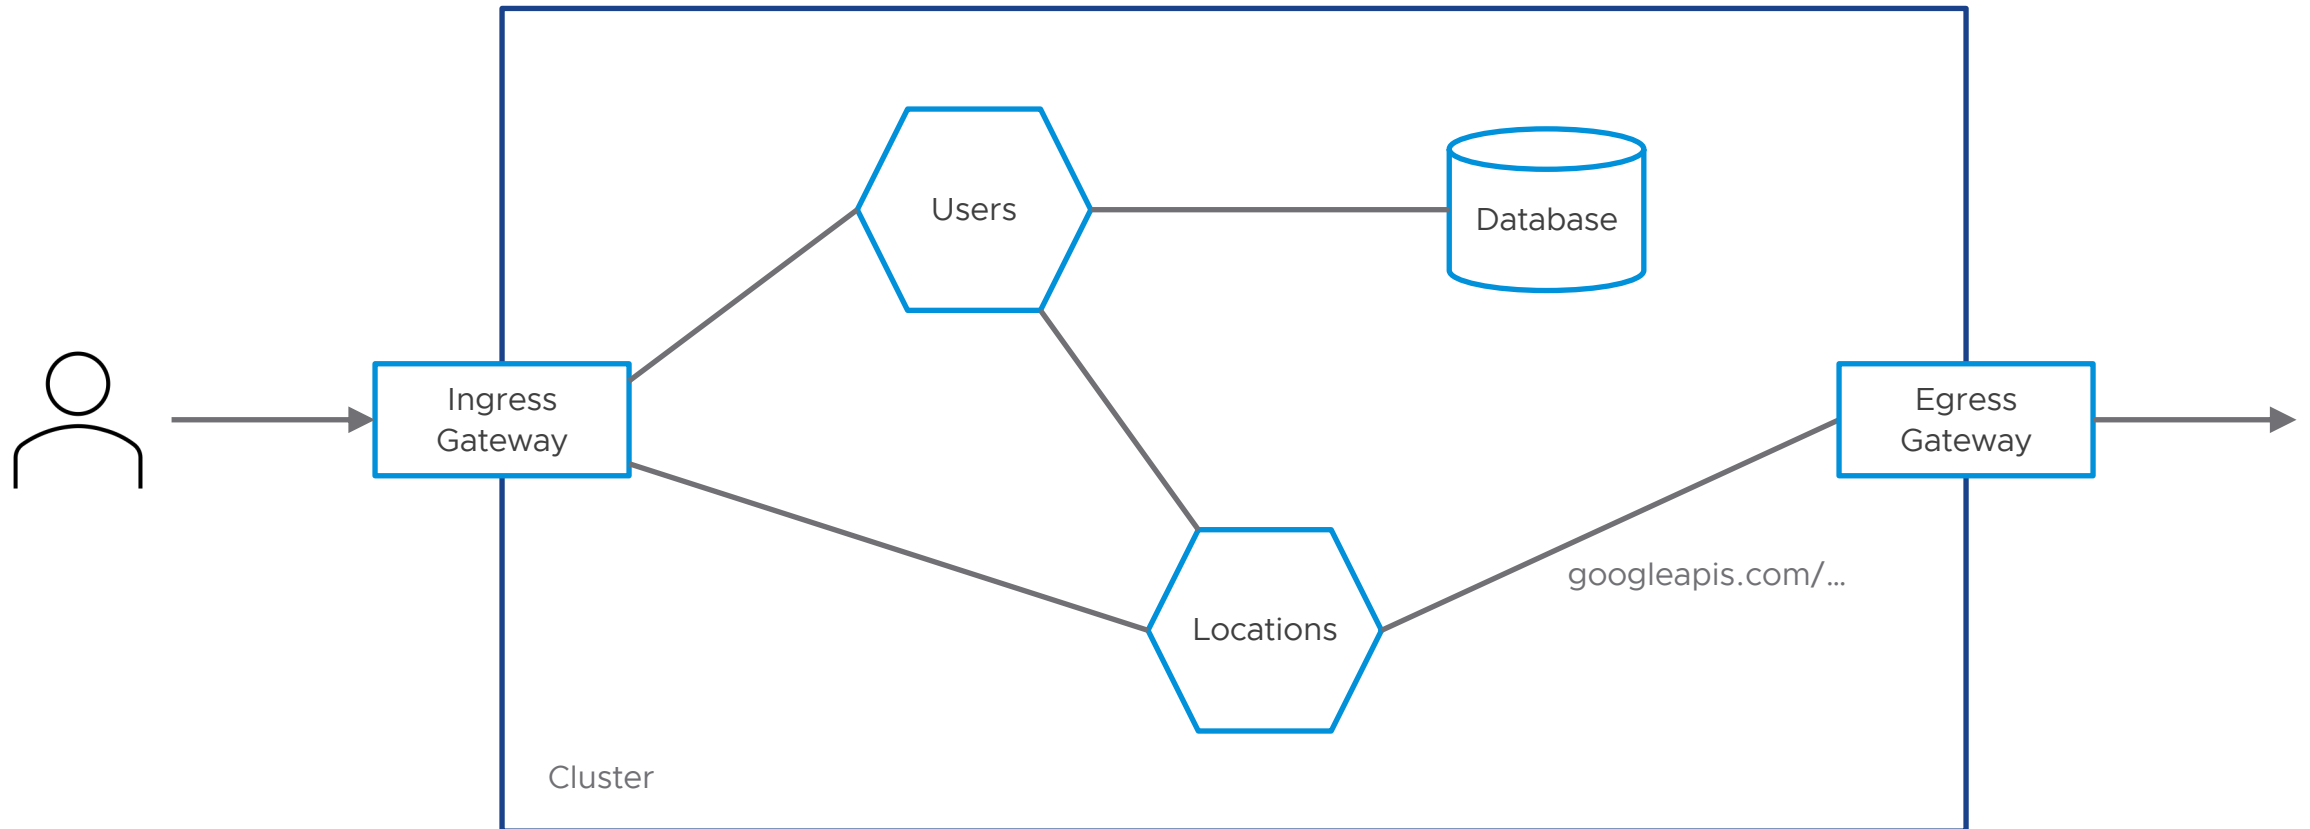 Users
Database
Ingress
Gateway
Egress
Gateway
googleapis.com/...
Locations
Cluster